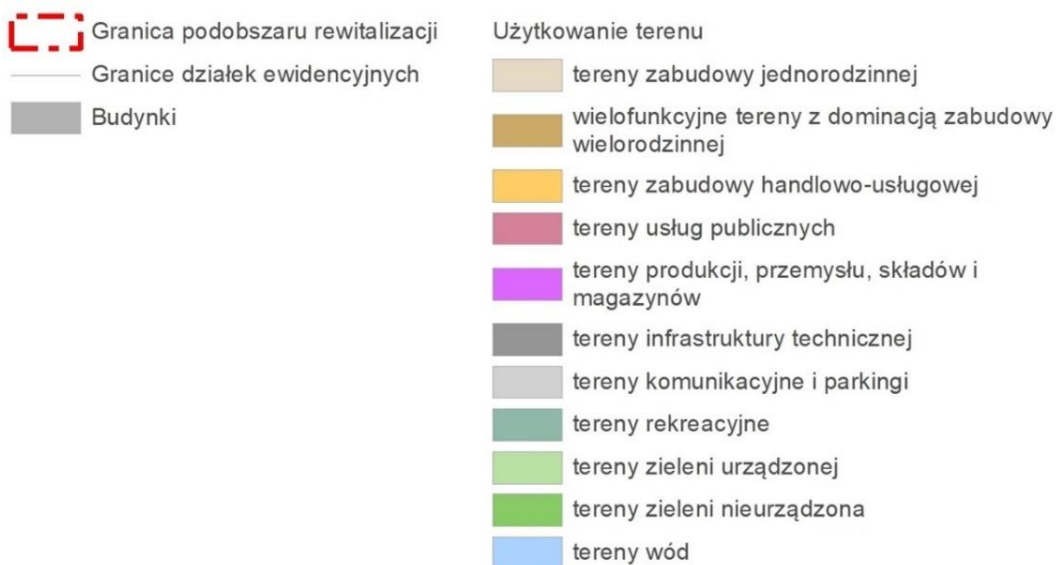 Granica podobszaru rewitalizacji
Granice działek ewidencyjnych
Budynki
Użytkowanie terenu
tereny zabudowy jednorodzinnej
wielofunkcyjne tereny z dominacją zabudowy
wielorodzinnej
tereny zabudowy handlowo-usługowej
tereny usług publicznych
tereny produkcji, przemysłu, składów i
magazynów
tereny infrastruktury technicznej
tereny komunikacyjne i parkingi
tereny rekreacyjne
tereny zieleni urządzonej
tereny zieleni nieurządzona
tereny wód